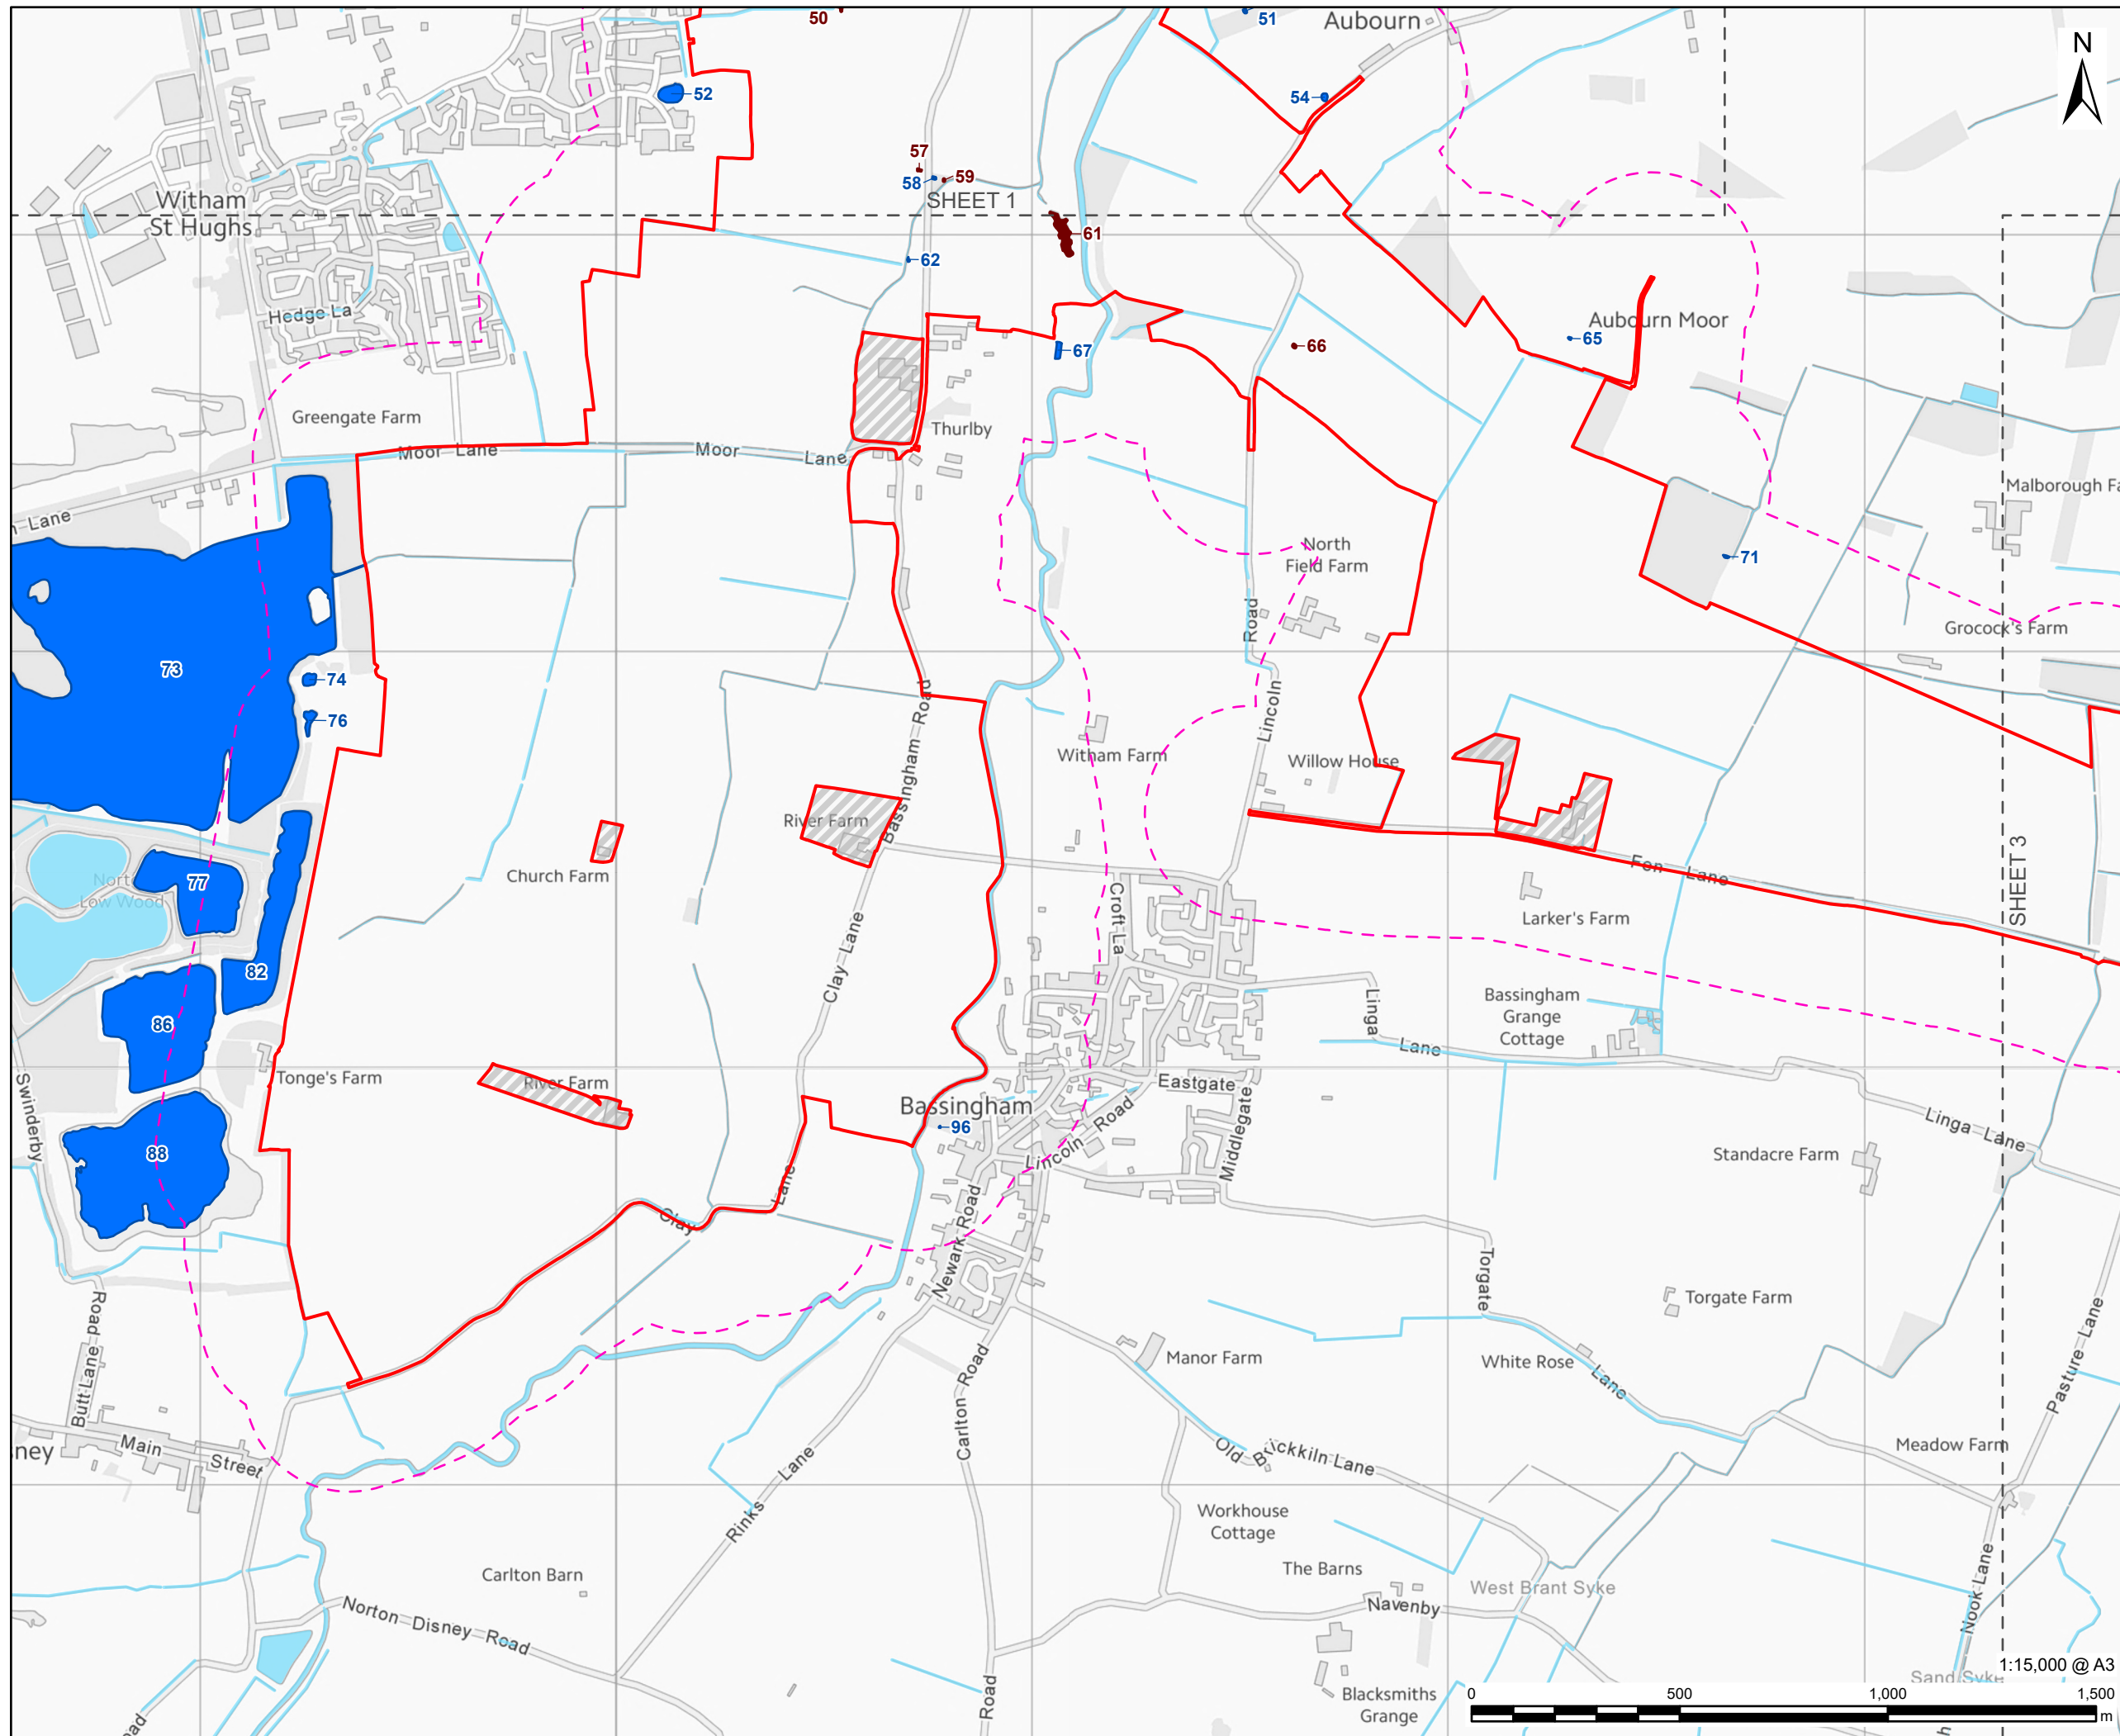 50
51
Aubourn
N
52
54
57
58
59
SHEET 1
Witham
St Hughs
61
62
Hedge La
Aubourn Moor
65
66
67
Greengate Farm
Thurlby
Moor Lane
Moor
Lane
Malborough Fa
n Lane
North
Field Farm
71
Road
Grocock's Farm
73
74
76
Bassingham Road
Lincoln
Witham Farm
Willow House
River Farm
Church Farm
Fen Lane
SHEET 3
77
North
Low Wood
Croft La
Larker's Farm
Clay Lane
82
86
Bassingham
Grange
Cottage
Linga
Lane
Tonge's Farm
River Farm
Eastgate
Swinderby
Bassingham
96
Lincoln Road
Middlegate
Linga Lane
88
Standacre Farm
Lane
Clay
Newark Road
Torgate
Torgate Farm
Road
Butt Lane
Manor Farm
White Rose
Lane
Pasture Lane
Carlton Road
sney
Main
Street
Old Brickkiln Lane
Meadow Farm
Rinks Lane
Workhouse
Cottage
Carlton Barn
The Barns
West Brant Syke
Navenby
Norton Disney Road
Nook Lane
Sand Syke
1:15,000 @ A3
Road
Blacksmiths
Grange
0 500 1,000 1,500
m
oad
h